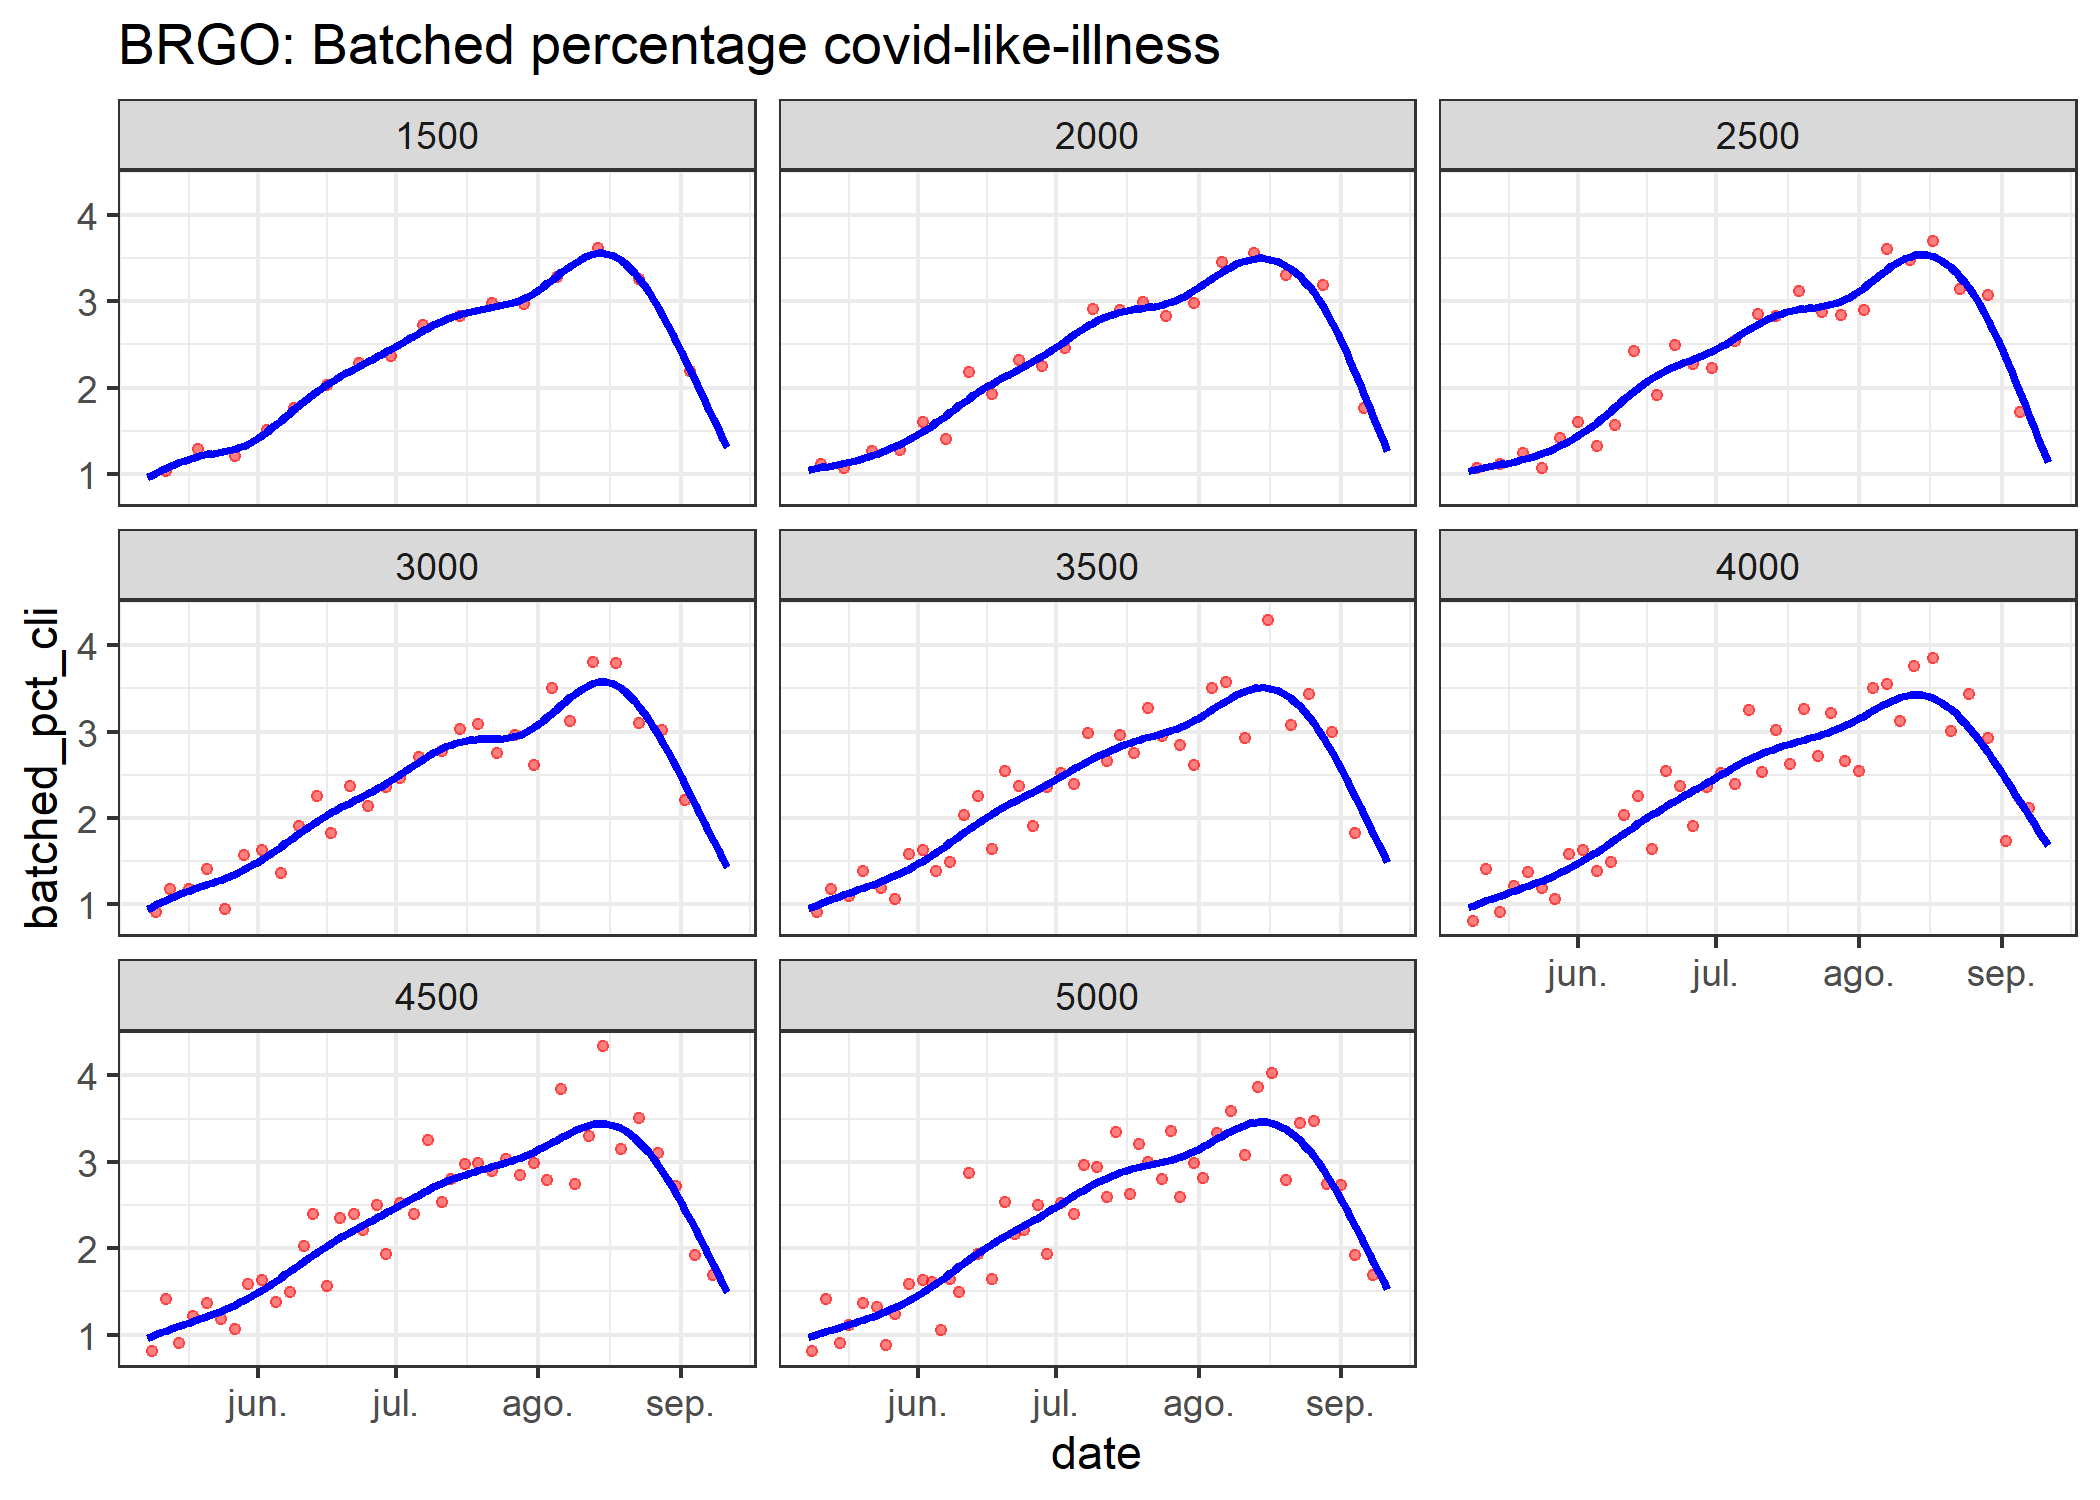 BRGO: Batched percentage covid-like-illness
1500
2000
2500
4
3
2
1
3000
3500
4000
4
3
2
1
jun.
jul.
ago.
sep.
4500
5000
4
3
2
1
jun.
jul.
ago.
sep.
jun.
jul.
ago.
sep.
batched_pct_cli
date